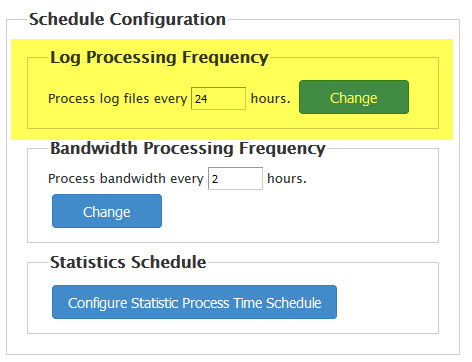 Schedule Configuration
Log Processing Frequency
Process log files every 24 hours. Change
Bandwidth Processing Frequency
Process bandwidth every 2 hours.
Change
Statistics Schedule
Configure Statistic Process Time Schedule